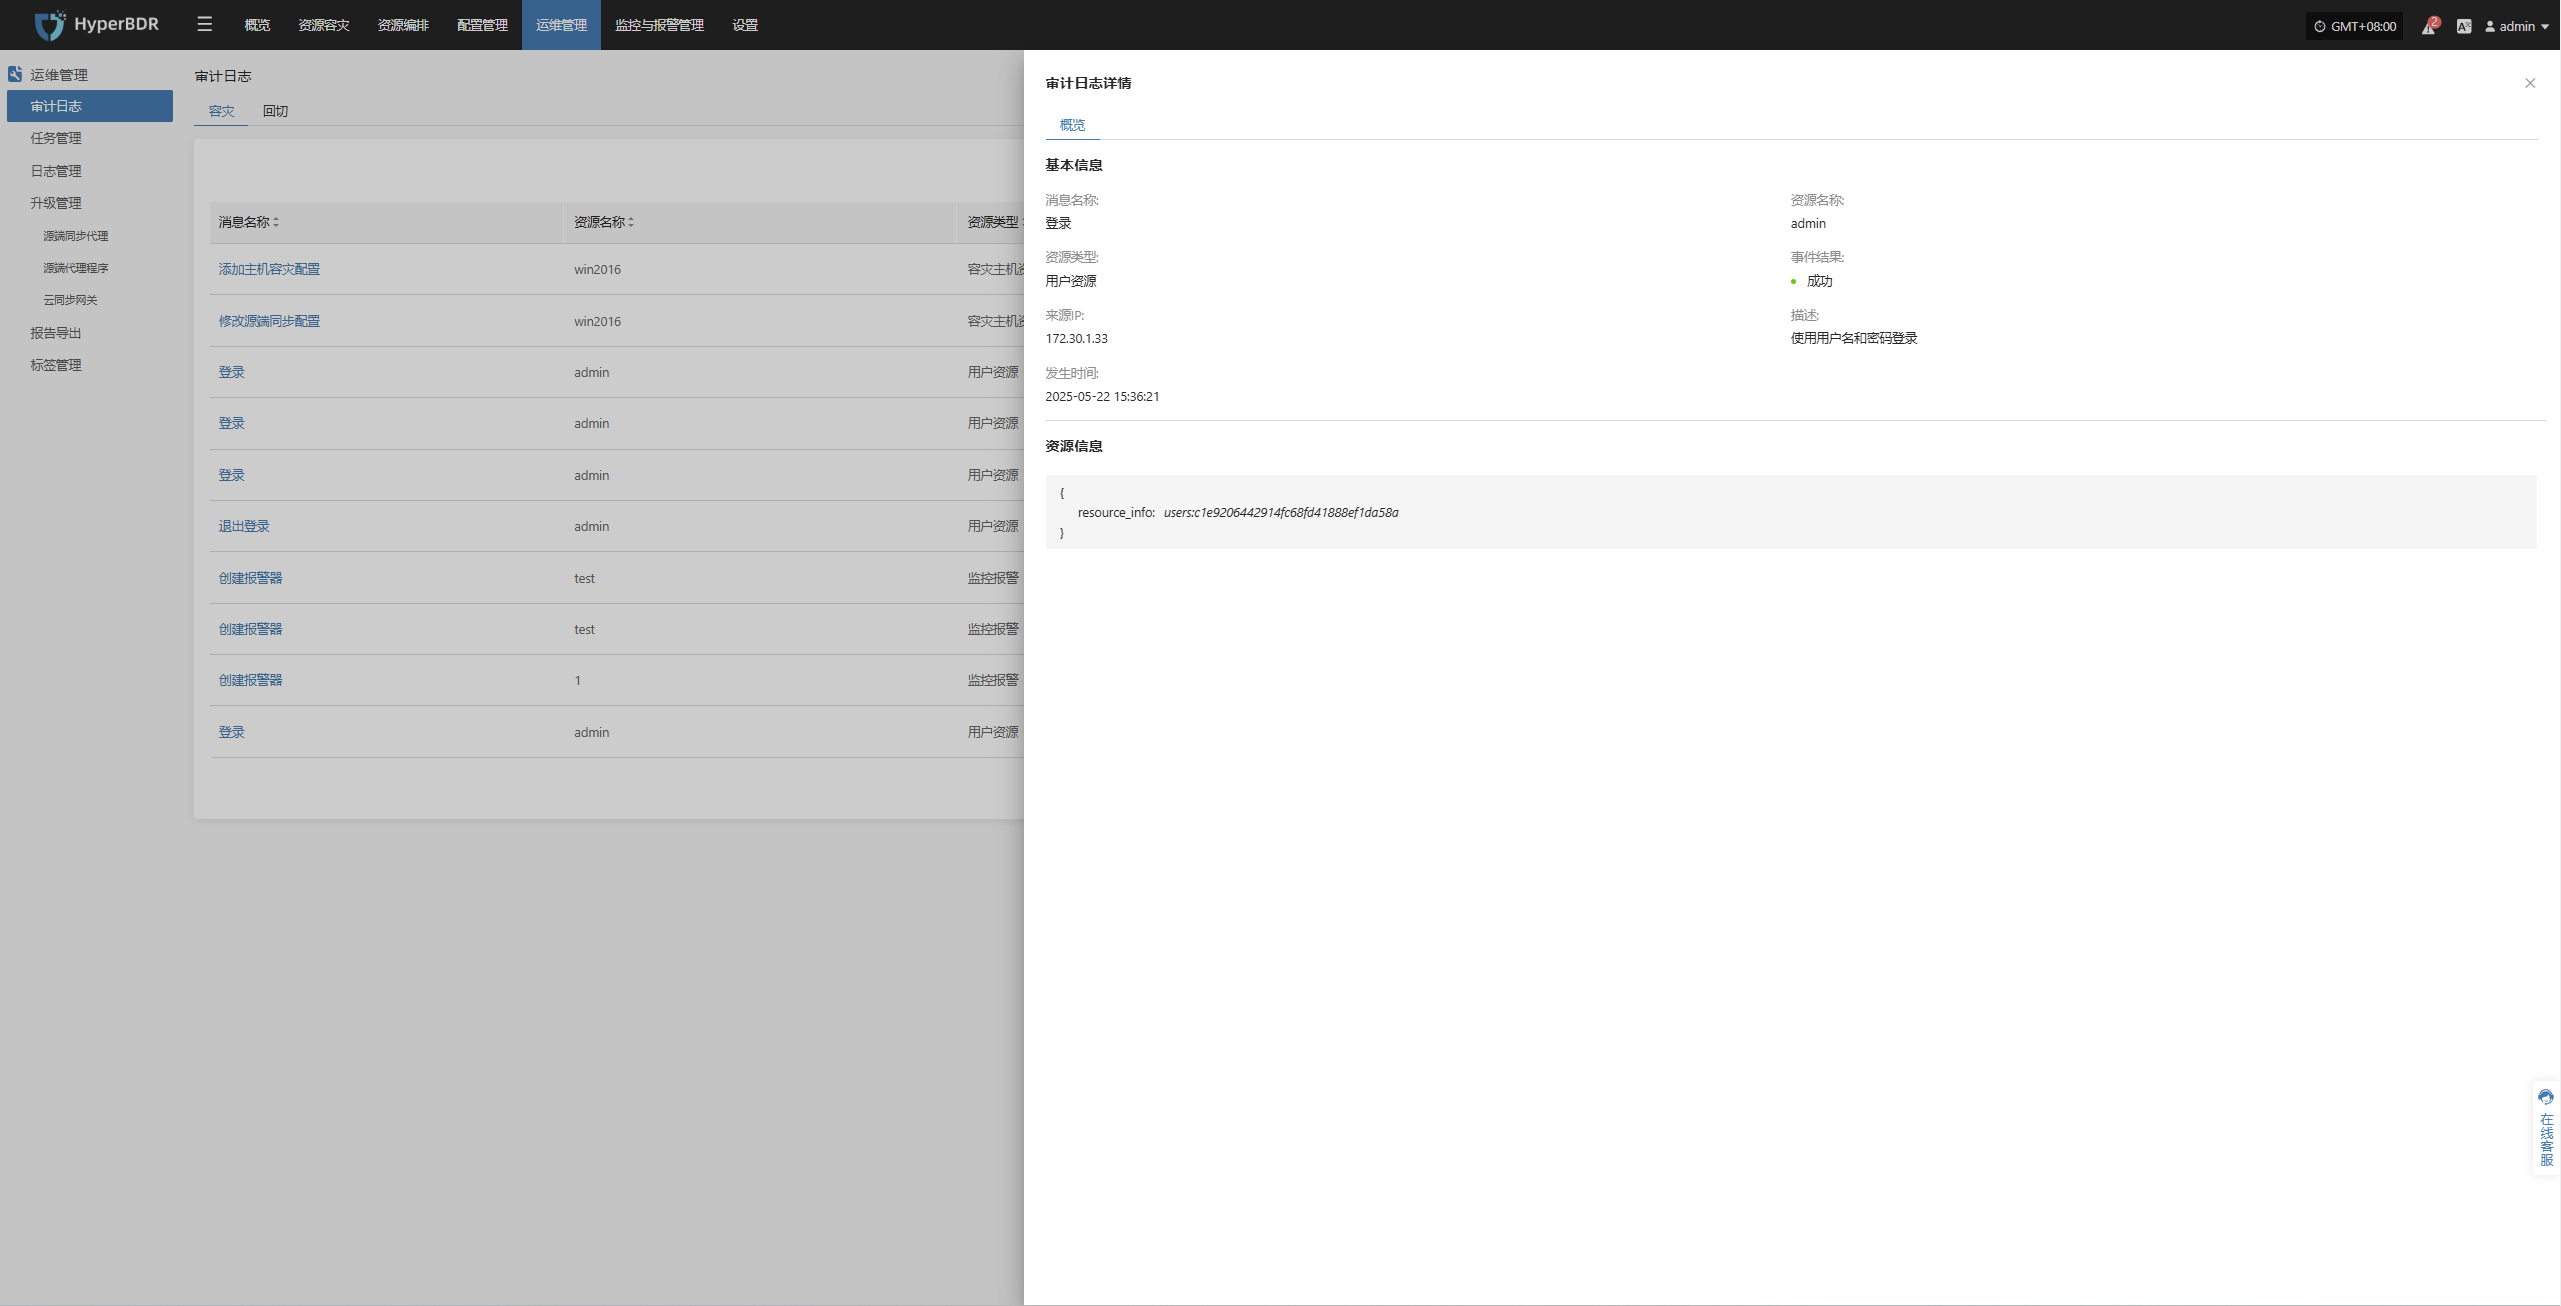 HyperBDR
概览 资源容灾 资源编排 配置管理 运维管理 监控与报警管理 设置
GMT+08:00 2 admin
运维管理
审计日志
任务管理
日志管理
升级管理
源端同步代理
源端代理程序
云同步网关
报告导出
标签管理
审计日志
容灾 回切
消息名称 资源名称 资源类型
添加主机容灾配置 win2016 容灾主机
修改源端同步配置 win2016 容灾主机
登录 admin 用户资源
登录 admin 用户资源
登录 admin 用户资源
退出登录 admin 用户资源
创建报警器 test 监控报警
创建报警器 test 监控报警
创建报警器 1 监控报警
登录 admin 用户资源
审计日志详情
概览
基本信息
消息名称: 资源名称:
登录 admin
资源类型: 事件结果:
用户资源 成功
来源IP: 描述:
172.30.1.33 使用用户名和密码登录
发生时间:
2025-05-22 15:36:21
资源信息
{
resource_info: users:c1e9206442914fc68fd41888ef1da58a
}
在线客服